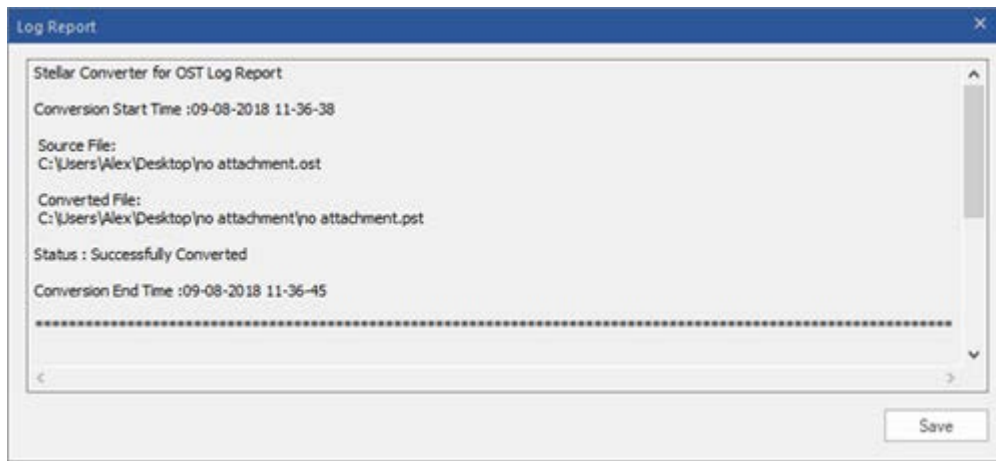 Log Report
Stellar Converter for OST Log Report
Conversion Start Time :09-08-2018 11-36-38
Source File:
C:\Users\Alex\Desktop\no attachment.ost
Converted File:
C:\Users\Alex\Desktop\no attachment\no attachment.pst
Status : Successfully Converted
Conversion End Time :09-08-2018 11-36-45
Save